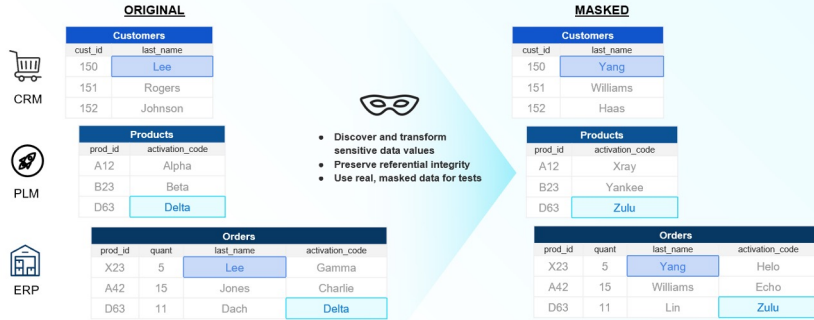 ORIGINAL
MASKED
CRM
Customers
cust_id last_name
150 Lee
151 Rogers
152 Johnson
PLM
Products
prod_id activation_code
A12 Alpha
B23 Beta
D63 Delta
ERP
Orders
prod_id quant last_name activation_code
X23 5 Lee Gamma
A42 15 Jones Charlie
D63 11 Dach Delta
• Discover and transform
sensitive data values
• Preserve referential integrity
• Use real, masked data for tests
Customers
cust_id last_name
150 Yang
151 Williams
152 Haas
Products
prod_id activation_code
A12 Xray
B23 Yankee
D63 Zulu
Orders
prod_id quant last_name activation_code
X23 5 Yang Helo
A42 15 Williams Echo
D63 11 Lin Zulu